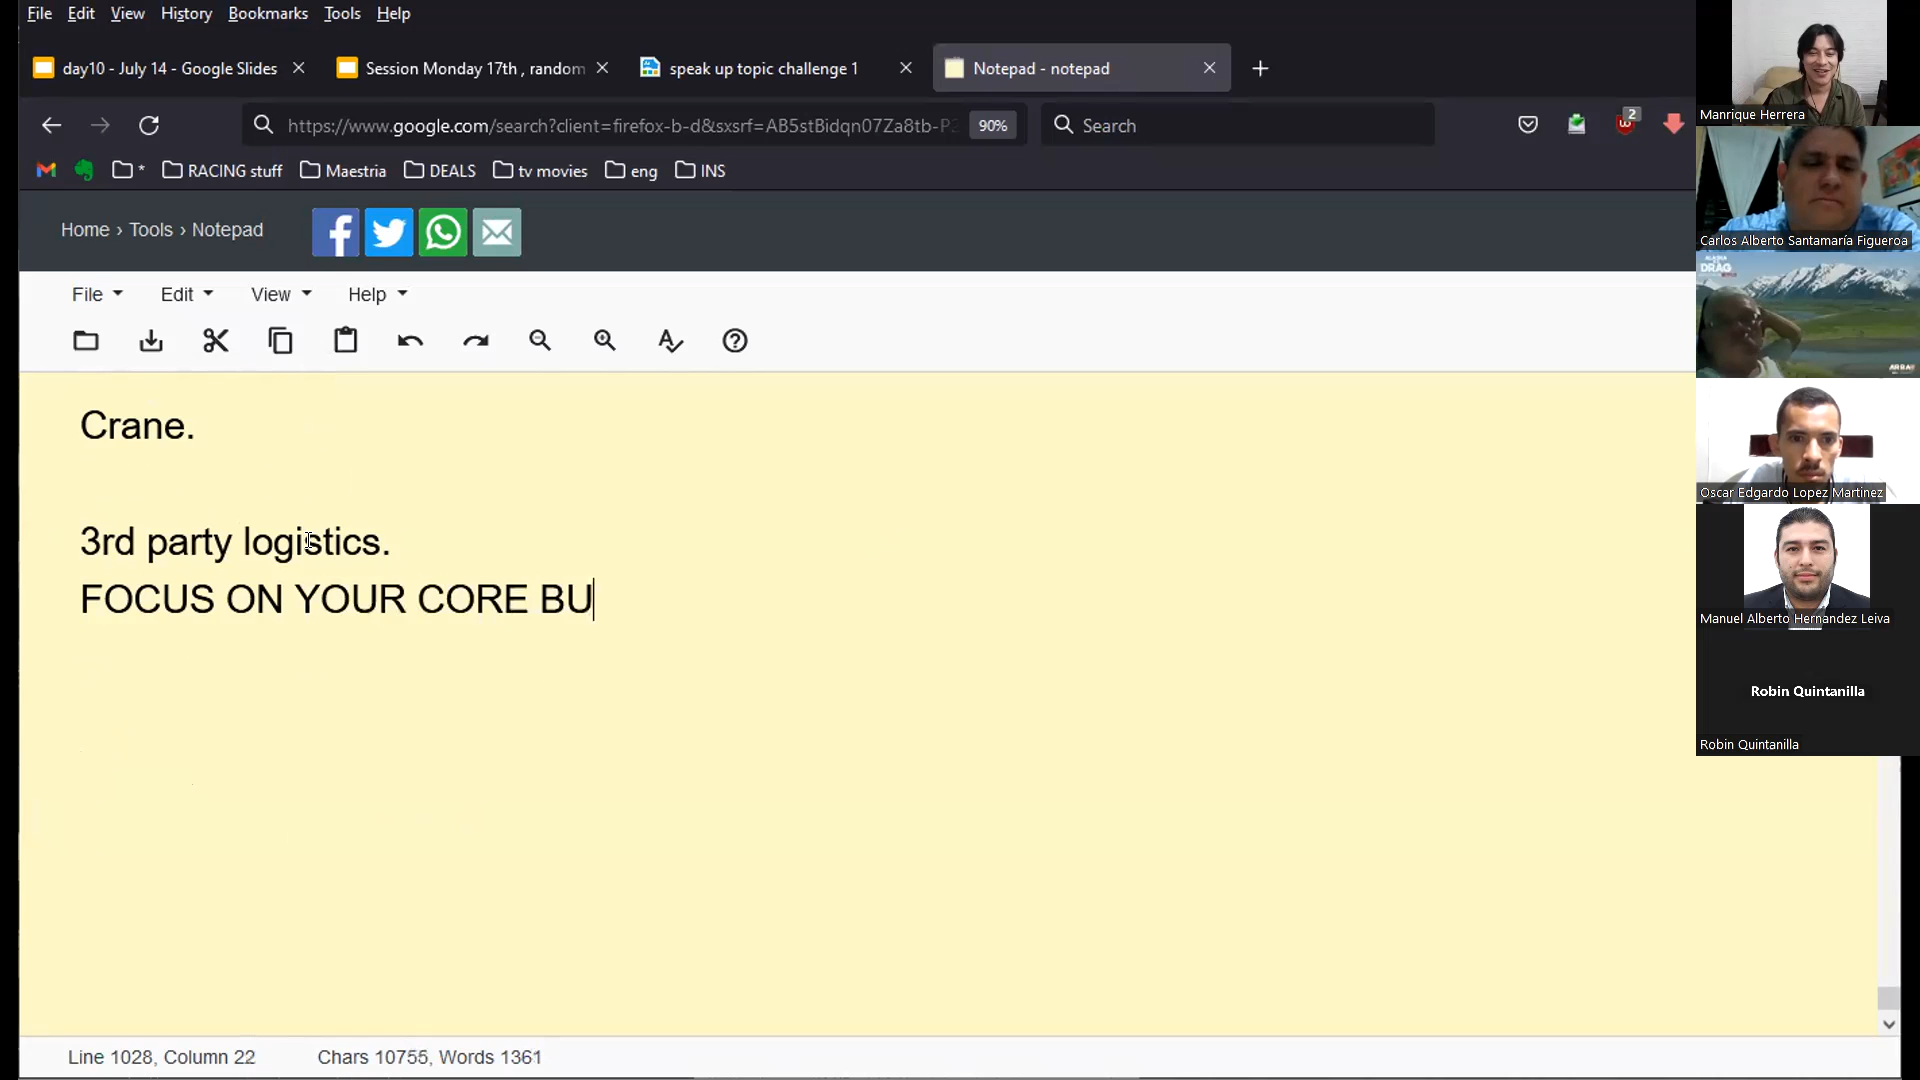 File Edit View History Bookmarks Tools Help
day10 - July 14 - Google Slides
Session Monday 17th , random
speak up topic challenge 1
Notepad - notepad
https://www.google.com/search?client=firefox-b-d&sxsrf=AB5stBidqn07Za8tb-P
90%
Search
2
*
RACING stuff
Maestria
DEALS
tv movies
eng
INS
Home › Tools › Notepad
File Edit View Help
Crane.
3rd party logistics.
FOCUS ON YOUR CORE BU
Line 1028, Column 22
Chars 10755, Words 1361
Manrique Herrera
Carlos Alberto Santamaría Figueroa
DRAG
Oscar Edgardo Lopez Martinez
Manuel Alberto Hernandez Leiva
Robin Quintanilla
Robin Quintanilla